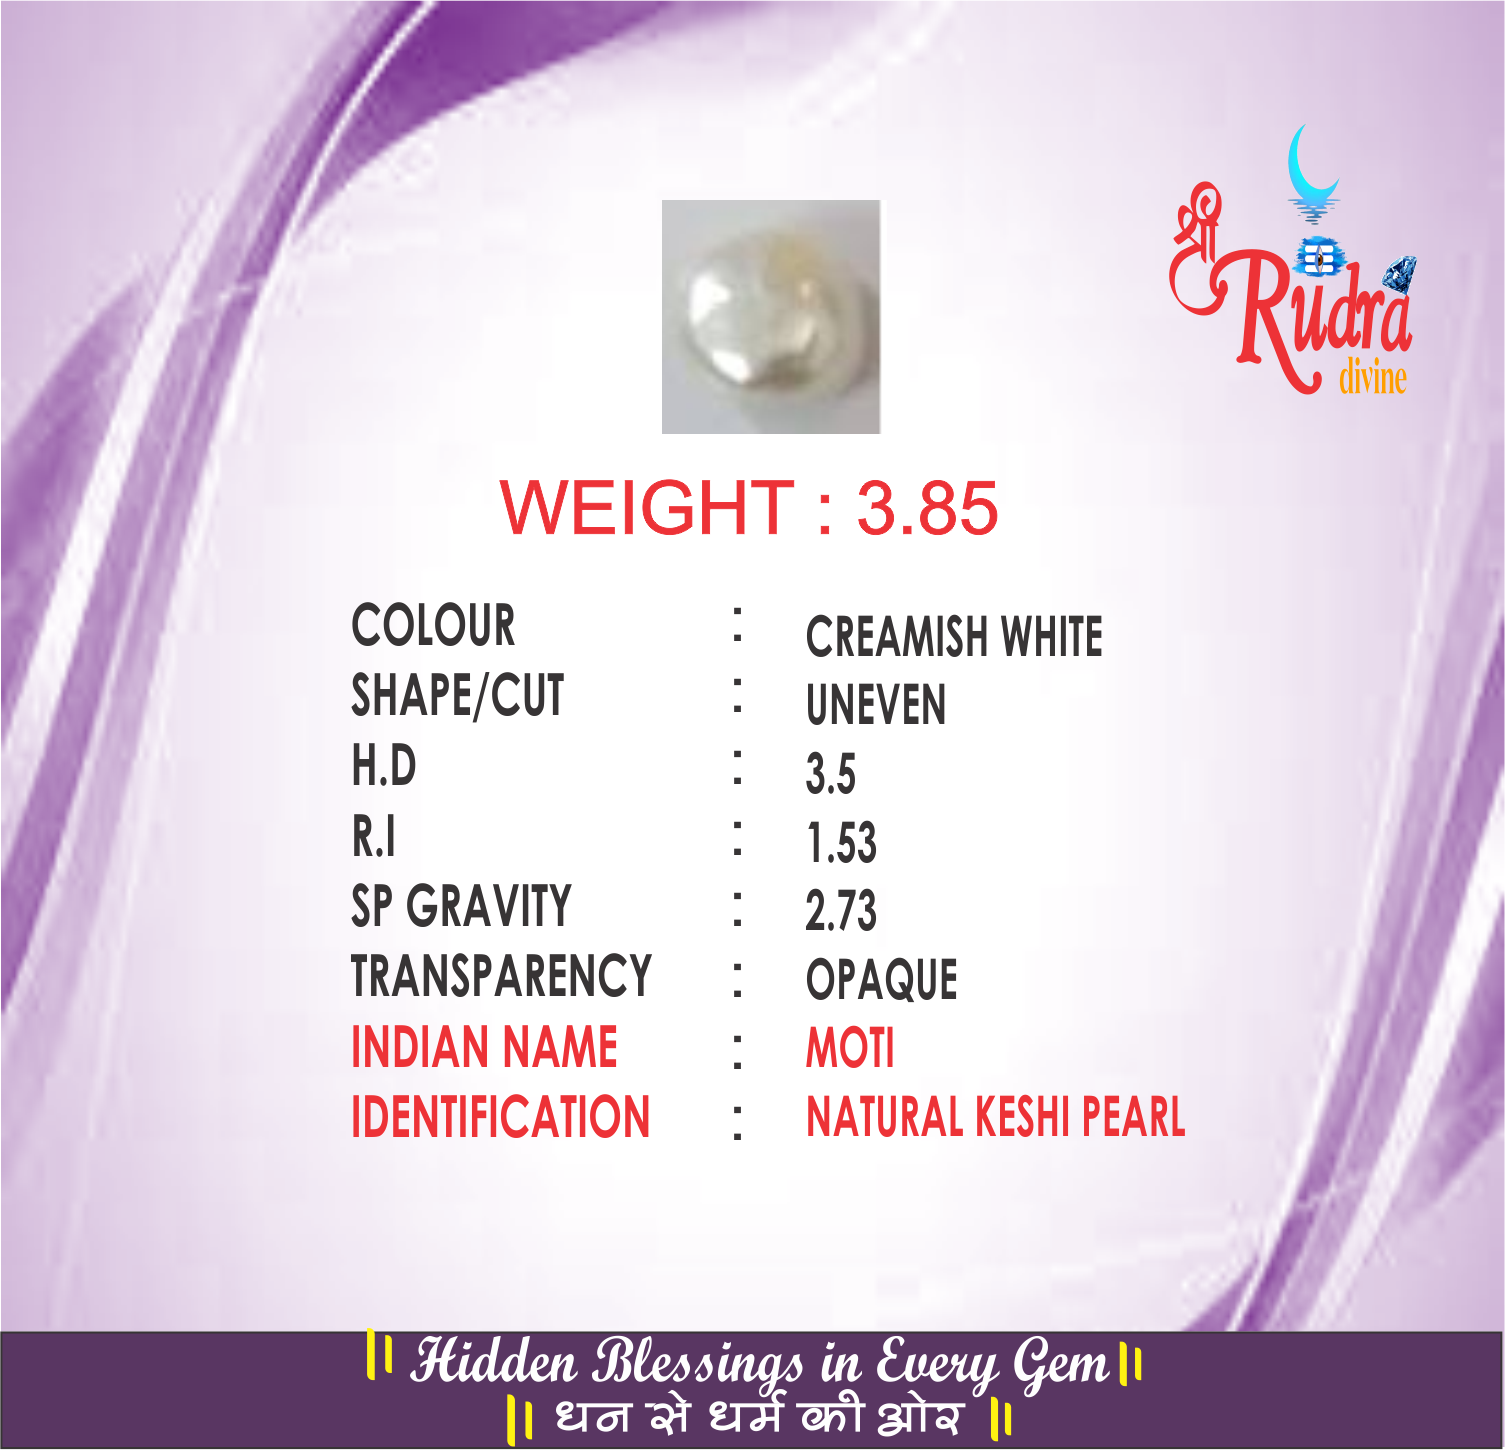 श्री Rudra
divine
WEIGHT : 3.85
COLOUR : CREAMISH WHITE
SHAPE/CUT : UNEVEN
H.D : 3.5
R.I : 1.53
SP GRAVITY : 2.73
TRANSPARENCY : OPAQUE
INDIAN NAME : MOTI
IDENTIFICATION : NATURAL KESHI PEARL
|| Hidden Blessings in Every Gem ||
|| धन से धर्म की ओर ||